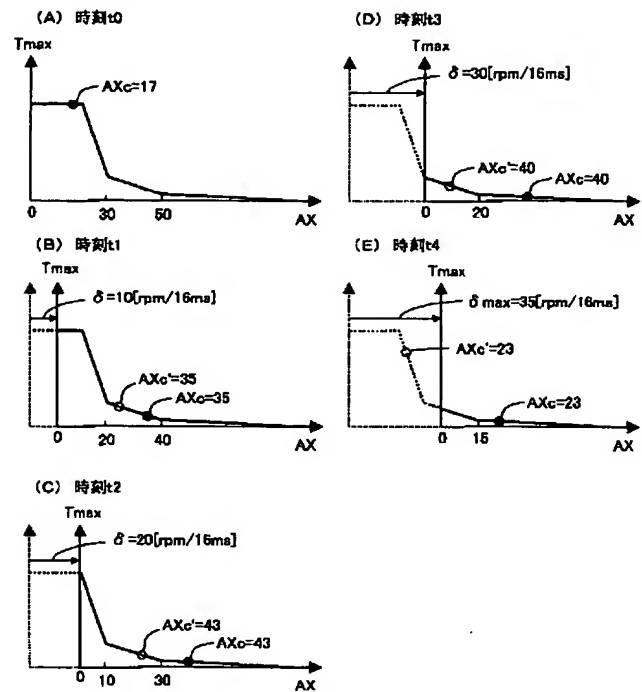 (A) 時刻t0
Tmax
AXc=17
0 30 50 AX
(B) 時刻t1
Tmax
δ=10[rpm/16ms]
AXc'=35
AXc=35
0 20 40 AX
(C) 時刻t2
Tmax
δ=20[rpm/16ms]
AXc'=43
AXc=43
0 10 30 AX
(D) 時刻t3
Tmax
δ=30[rpm/16ms]
AXc'=40
AXc=40
0 20 AX
(E) 時刻t4
Tmax
δmax=35[rpm/16ms]
AXc'=23
AXc=23
0 15 AX